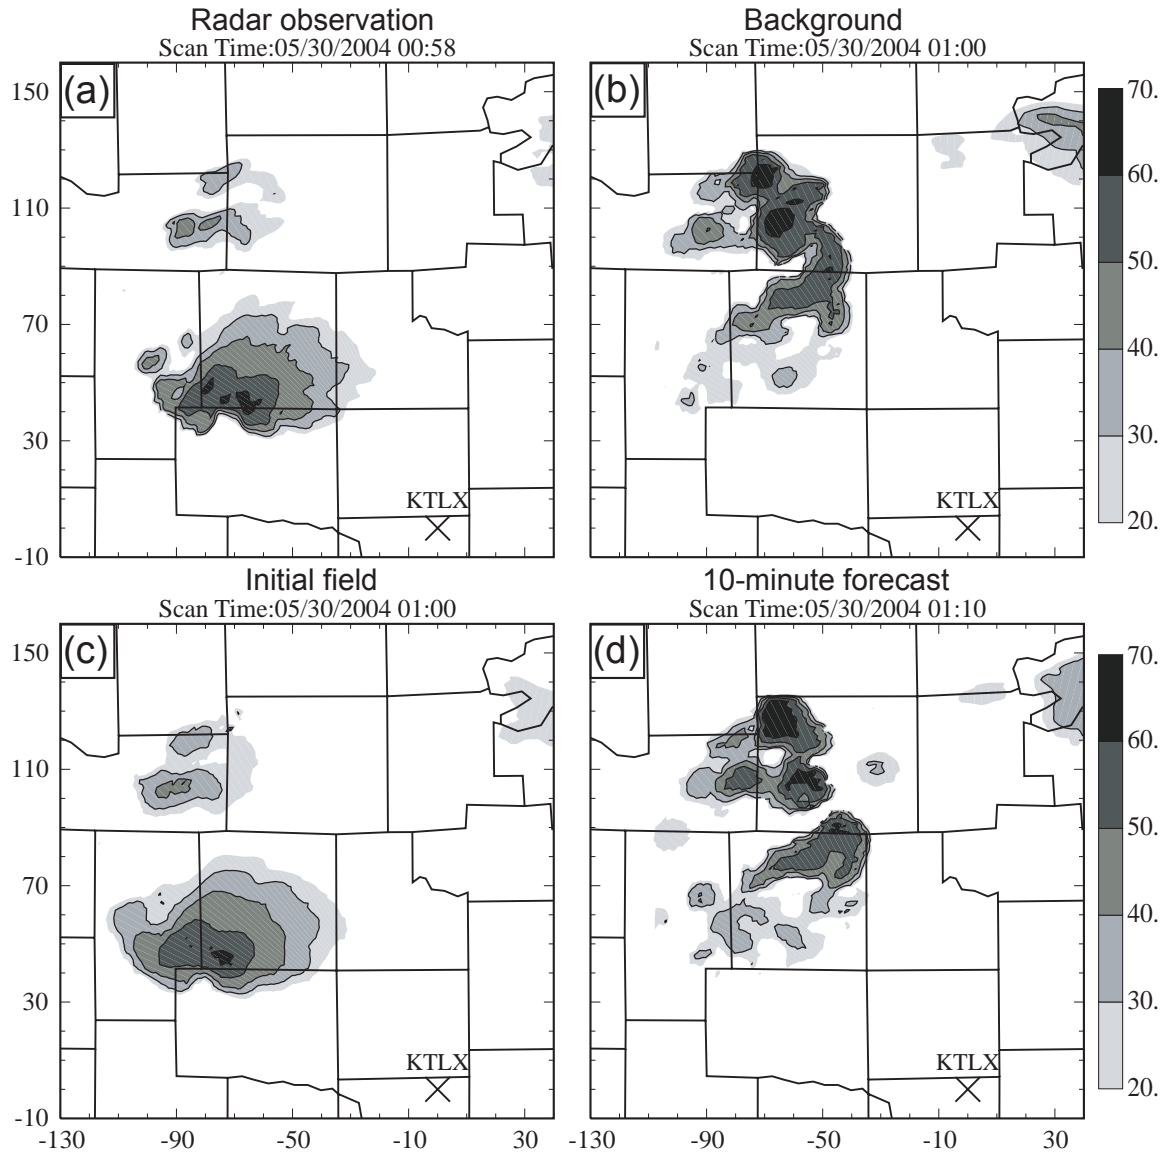 Radar observation
Scan Time:05/30/2004 00:58
Background
Scan Time:05/30/2004 01:00
(a)
150
110
70
30
-10
KTLX
(b)
KTLX
70.
60.
50.
40.
30.
20.
Initial field
Scan Time:05/30/2004 01:00
10-minute forecast
Scan Time:05/30/2004 01:10
(c)
150
110
70
30
-10
KTLX
-130 -90 -50 -10 30
(d)
KTLX
-130 -90 -50 -10 30
70.
60.
50.
40.
30.
20.